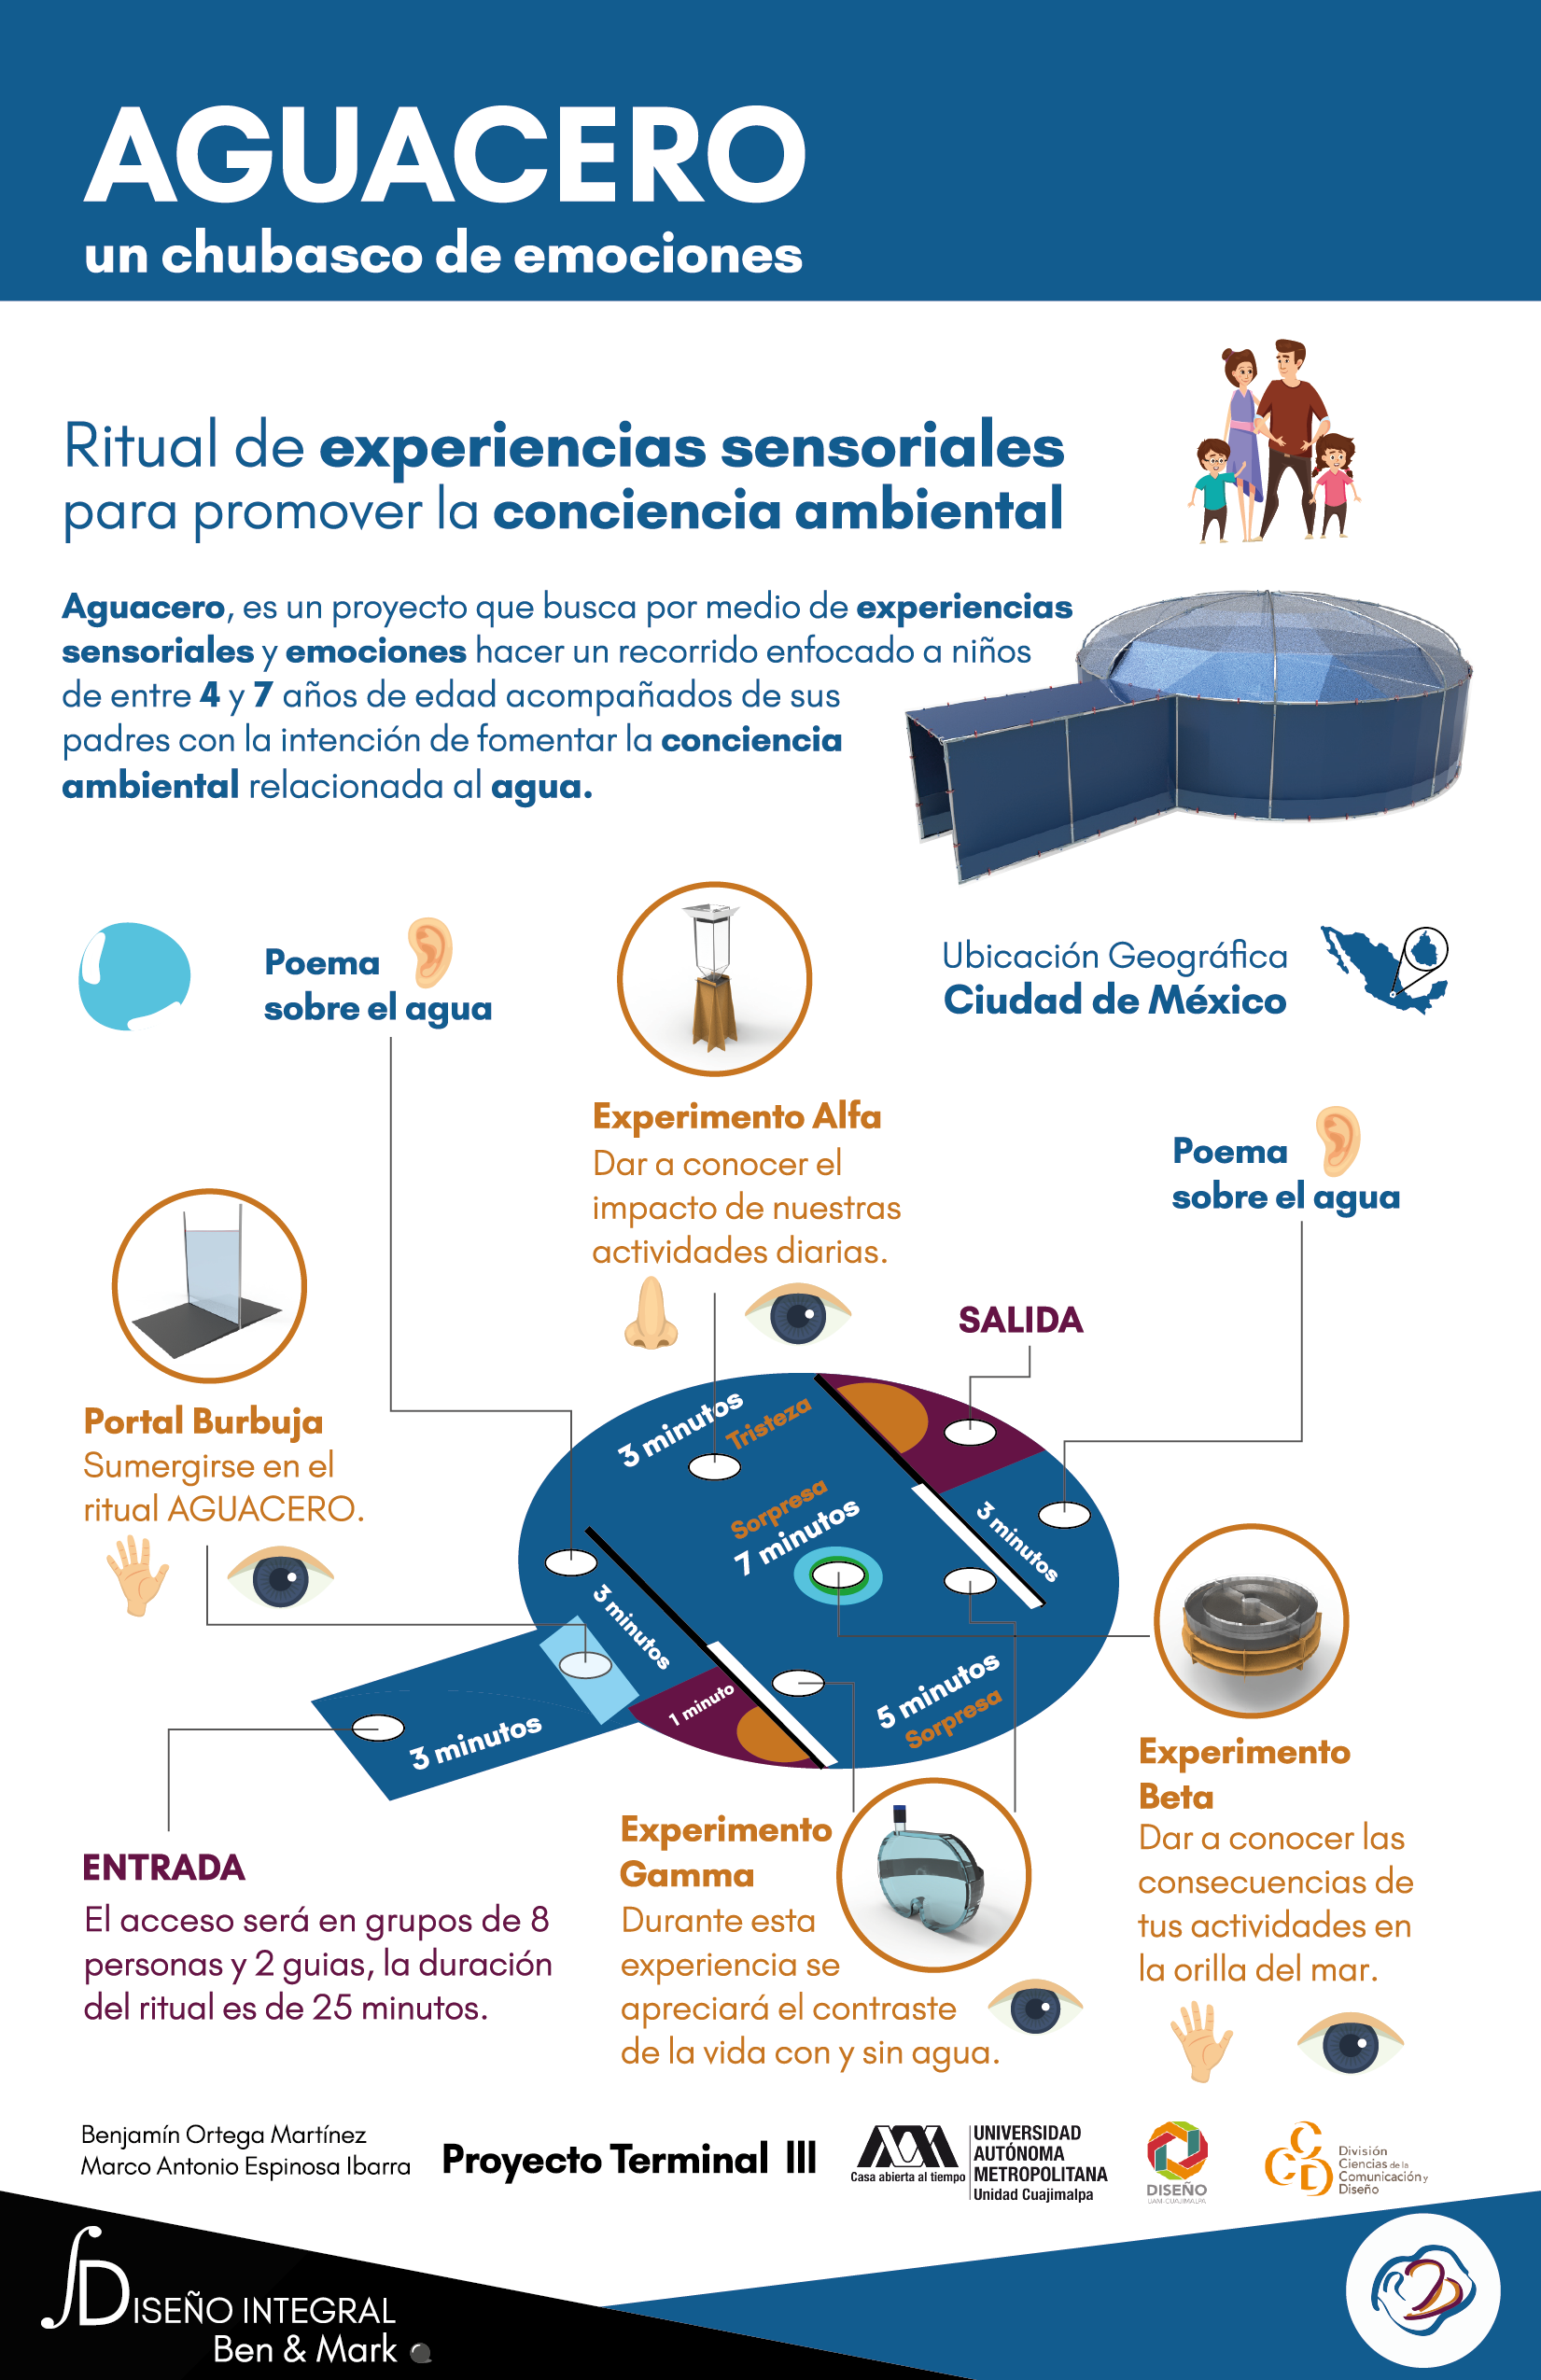 AGUACERO
un chubasco de emociones
Ritual de experiencias sensoriales
para promover la conciencia ambiental
Aguacero, es un proyecto que busca por medio de experiencias
sensoriales y emociones hacer un recorrido enfocado a niños
de entre 4 y 7 años de edad acompañados de sus
padres con la intención de fomentar la conciencia
ambiental relacionada al agua.
Poema
sobre el agua
Ubicación Geográfica
Ciudad de México
Experimento Alfa
Dar a conocer el
impacto de nuestras
actividades diarias.
Poema
sobre el agua
SALIDA
Portal Burbuja
Sumergirse en el
ritual AGUACERO.
3 minutos
Tristeza
Sorpresa
7 minutos
3 minutos
3 minutos
1 minuto
5 minutos
Sorpresa
3 minutos
ENTRADA
El acceso será en grupos de 8
personas y 2 guias, la duración
del ritual es de 25 minutos.
Experimento
Gamma
Durante esta
experiencia se
apreciará el contraste
de la vida con y sin agua.
Experimento
Beta
Dar a conocer las
consecuencias de
tus actividades en
la orilla del mar.
Benjamín Ortega Martínez
Marco Antonio Espinosa Ibarra
Proyecto Terminal III
Casa abierta al tiempo
UNIVERSIDAD
AUTÓNOMA
METROPOLITANA
Unidad Cuajimalpa
DISEÑO
UAM-CUAJIMALPA
CCD
División
Ciencias de la
Comunicación y
Diseño
DISEÑO INTEGRAL
Ben & Mark